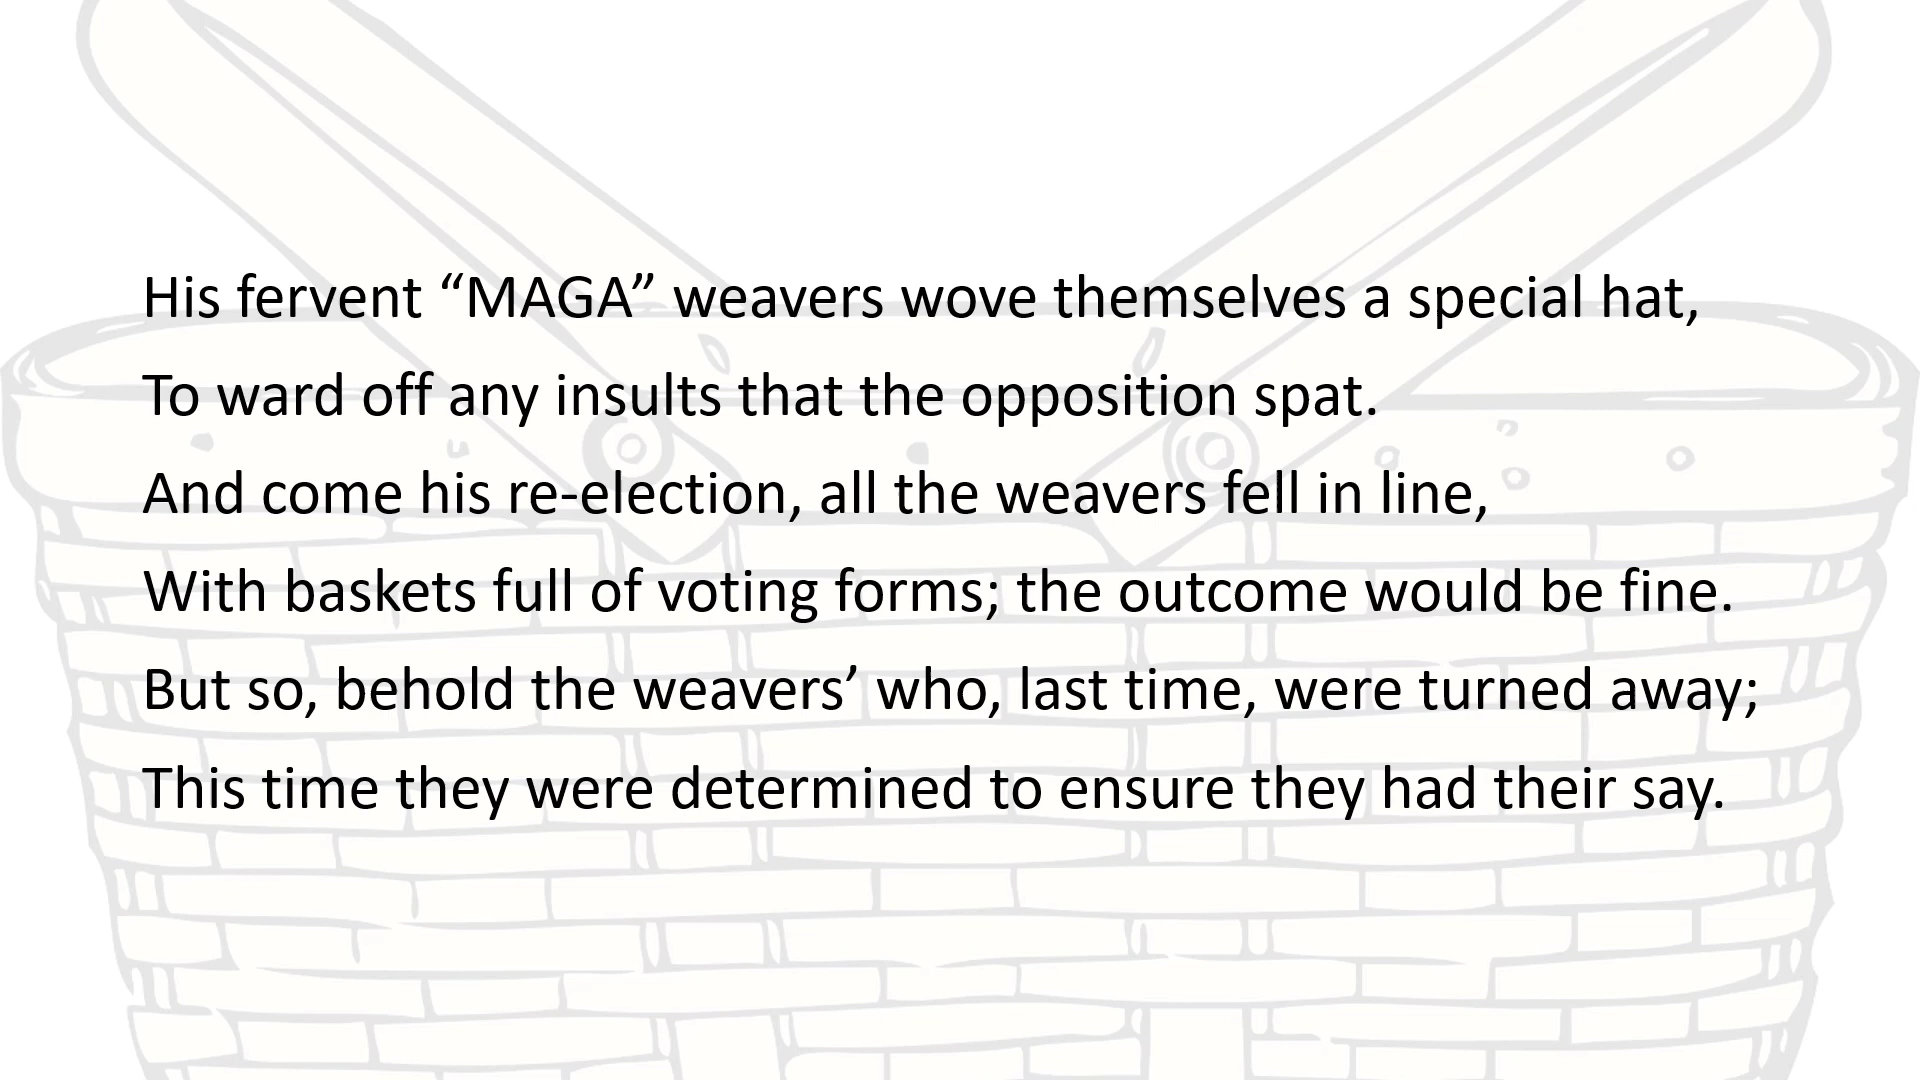 His fervent “MAGA” weavers wove themselves a special hat,
To ward off any insults that the opposition spat.
And come his re-election, all the weavers fell in line,
With baskets full of voting forms; the outcome would be fine.
But so, behold the weavers’ who, last time, were turned away;
This time they were determined to ensure they had their say.